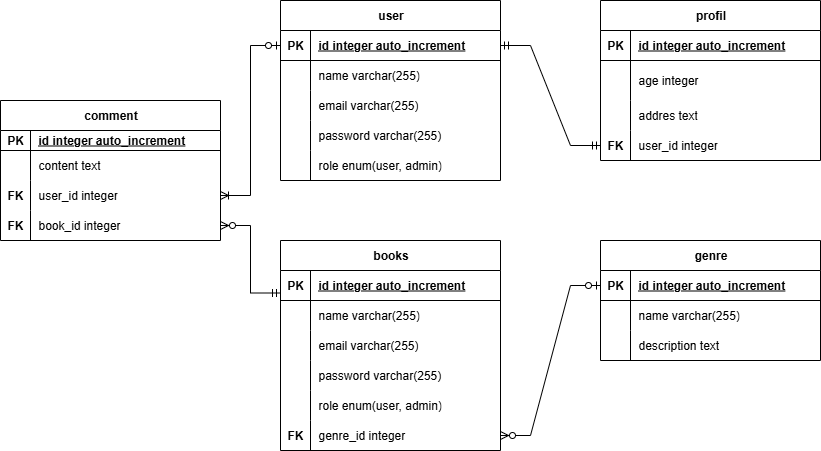 user
PK id integer auto_increment
name varchar(255)
email varchar(255)
password varchar(255)
role enum(user, admin)
profil
PK id integer auto_increment
age integer
addres text
FK user_id integer
comment
PK id integer auto_increment
content text
FK user_id integer
FK book_id integer
books
PK id integer auto_increment
name varchar(255)
email varchar(255)
password varchar(255)
role enum(user, admin)
FK genre_id integer
genre
PK id integer auto_increment
name varchar(255)
description text